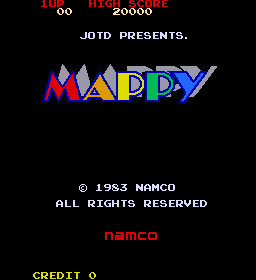 1UP HIGH SCORE
00 20000
JOTD PRESENTS.
MAPPY
© 1983 NAMCO
ALL RIGHTS RESERVED
namco
CREDIT 0